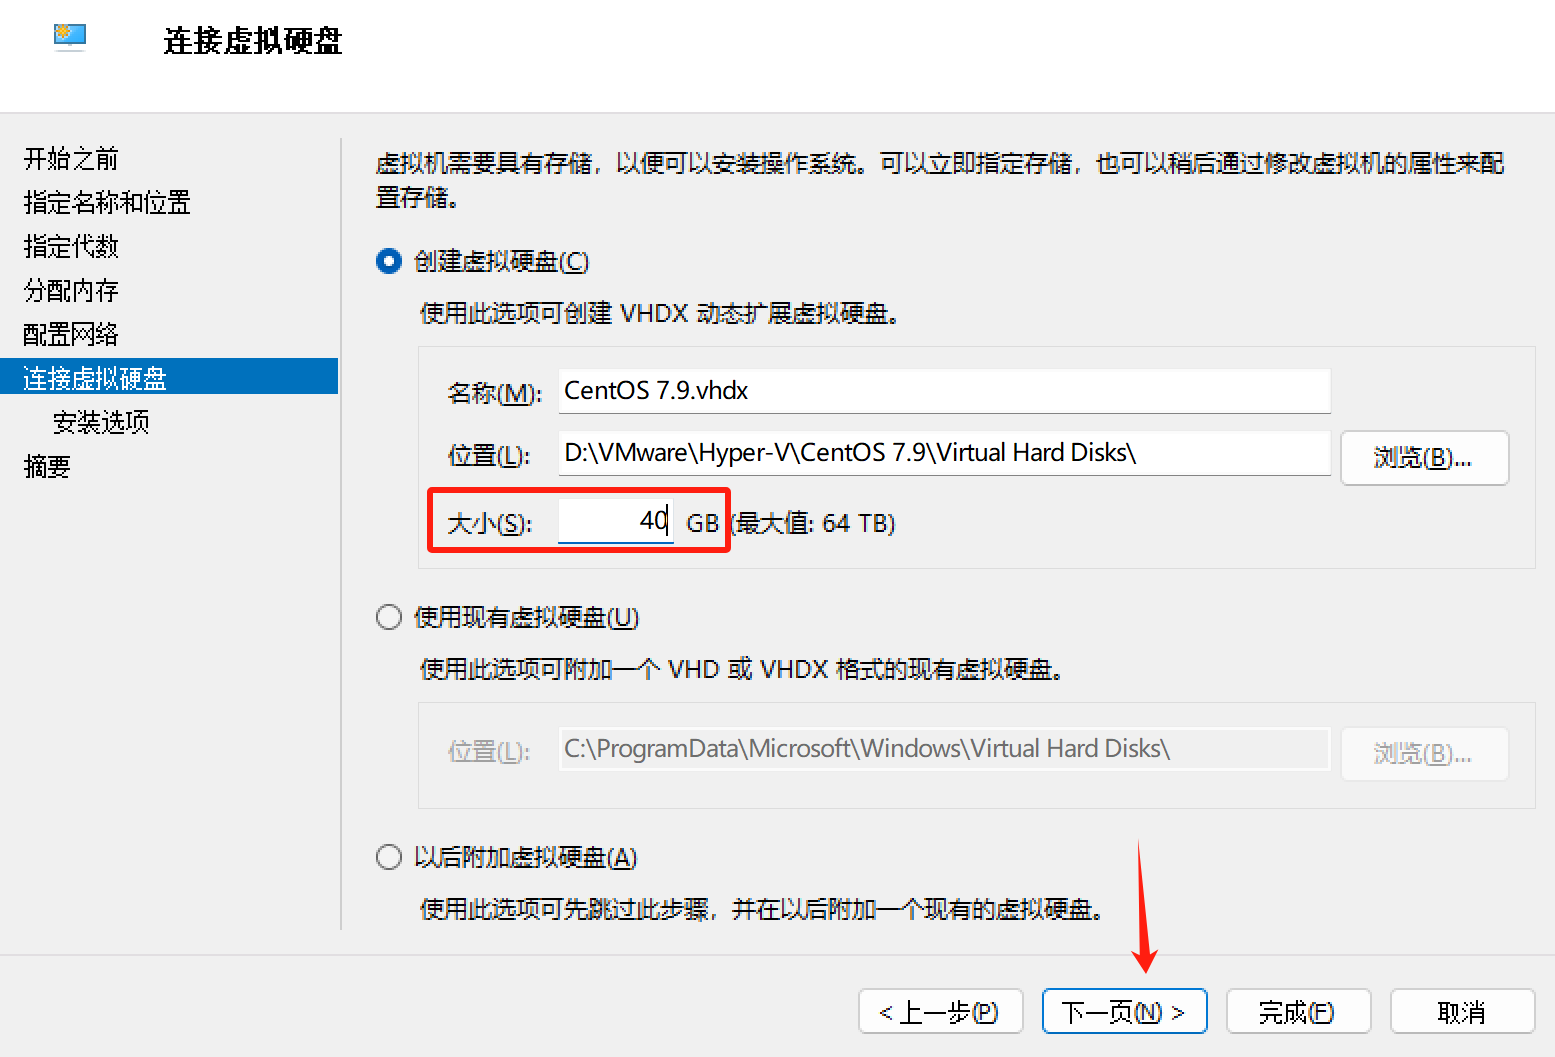 连接虚拟硬盘
开始之前
指定名称和位置
指定代数
分配内存
配置网络
连接虚拟硬盘
安装选项
摘要
虚拟机需要具有存储，以便可以安装操作系统。可以立即指定存储，也可以稍后通过修改虚拟机的属性来配
置存储。
创建虚拟硬盘(C)
使用此选项可创建 VHDX 动态扩展虚拟硬盘。
名称(M): CentOS 7.9.vhdx
位置(L): D:\VMware\Hyper-V\CentOS 7.9\Virtual Hard Disks\ 浏览(B)...
大小(S): 40 GB (最大值: 64 TB)
使用现有虚拟硬盘(U)
使用此选项可附加一个 VHD 或 VHDX 格式的现有虚拟硬盘。
位置(L): C:\ProgramData\Microsoft\Windows\Virtual Hard Disks\ 浏览(B)...
以后附加虚拟硬盘(A)
使用此选项可先跳过此步骤，并在以后附加一个现有的虚拟硬盘。
< 上一步(P) 下一页(N) > 完成(F) 取消